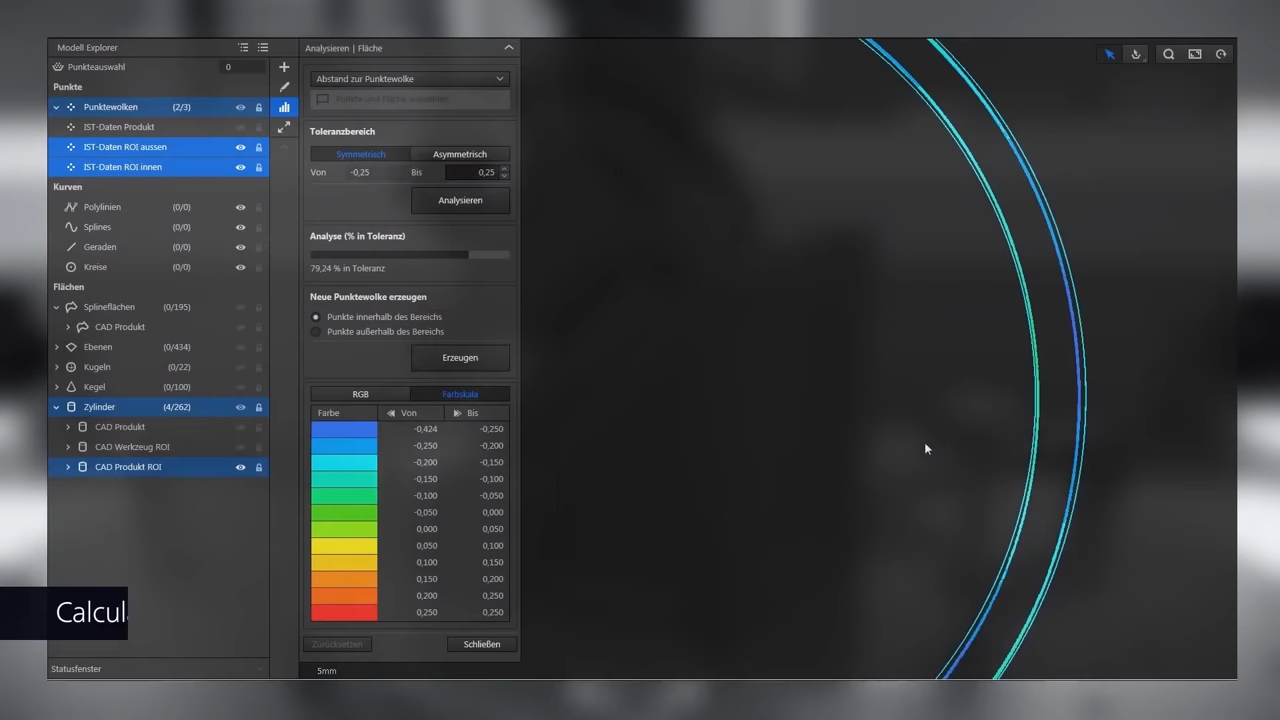 Modell Explorer
Punkteauswahl 0
Punkte
Punktewolken (2/3)
IST-Daten Produkt
IST-Daten ROI aussen
IST-Daten ROI innen
Kurven
Polylinien (0/0)
Splines (0/0)
Geraden (0/0)
Kreise (0/0)
Flächen
Splineflächen (0/195)
CAD Produkt
Ebenen (0/434)
Kugeln (0/22)
Kegel (0/100)
Zylinder (4/262)
CAD Produkt
CAD Werkzeug ROI
CAD Produkt ROI
Calcul
Statusfenster
Analysieren | Fläche
Abstand zur Punktewolke
Punkte und Fläche auswählen
Toleranzbereich
Symmetrisch Asymmetrisch
Von -0,25 Bis 0,25
Analysieren
Analyse (% in Toleranz)
79,24 % in Toleranz
Neue Punktewolke erzeugen
Punkte innerhalb des Bereichs
Punkte außerhalb des Bereichs
Erzeugen
RGB Farbskala
Farbe Von Bis
-0,424 -0,250
-0,250 -0,200
-0,200 -0,150
-0,150 -0,100
-0,100 -0,050
-0,050 0,000
0,000 0,050
0,050 0,100
0,100 0,150
0,150 0,200
0,200 0,250
0,250 0,250
Zurücksetzen Schließen
5mm